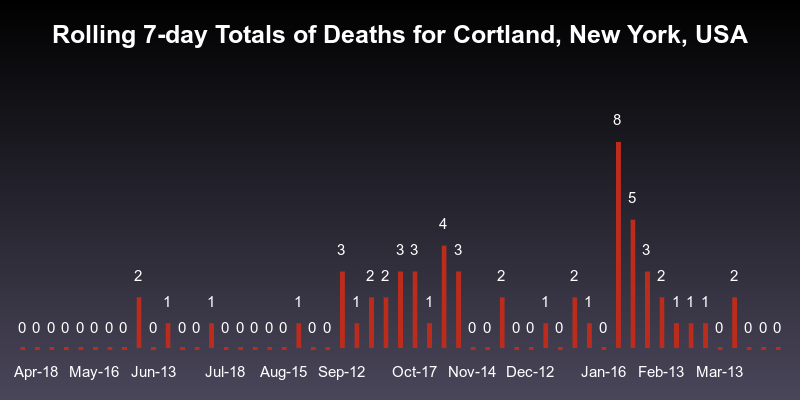 Rolling 7-day Totals of Deaths for Cortland, New York, USA
8
5
4
3 3 3 3 3
2 2 2 2 2 2 2
1 1 1 1 1 1 1 1 1 1
0 0 0 0 0 0 0 0 0 0 0 0 0 0 0 0 0 0 0 0 0 0 0 0 0 0 0 0 0
Apr-18 May-16 Jun-13 Jul-18 Aug-15 Sep-12 Oct-17 Nov-14 Dec-12 Jan-16 Feb-13 Mar-13